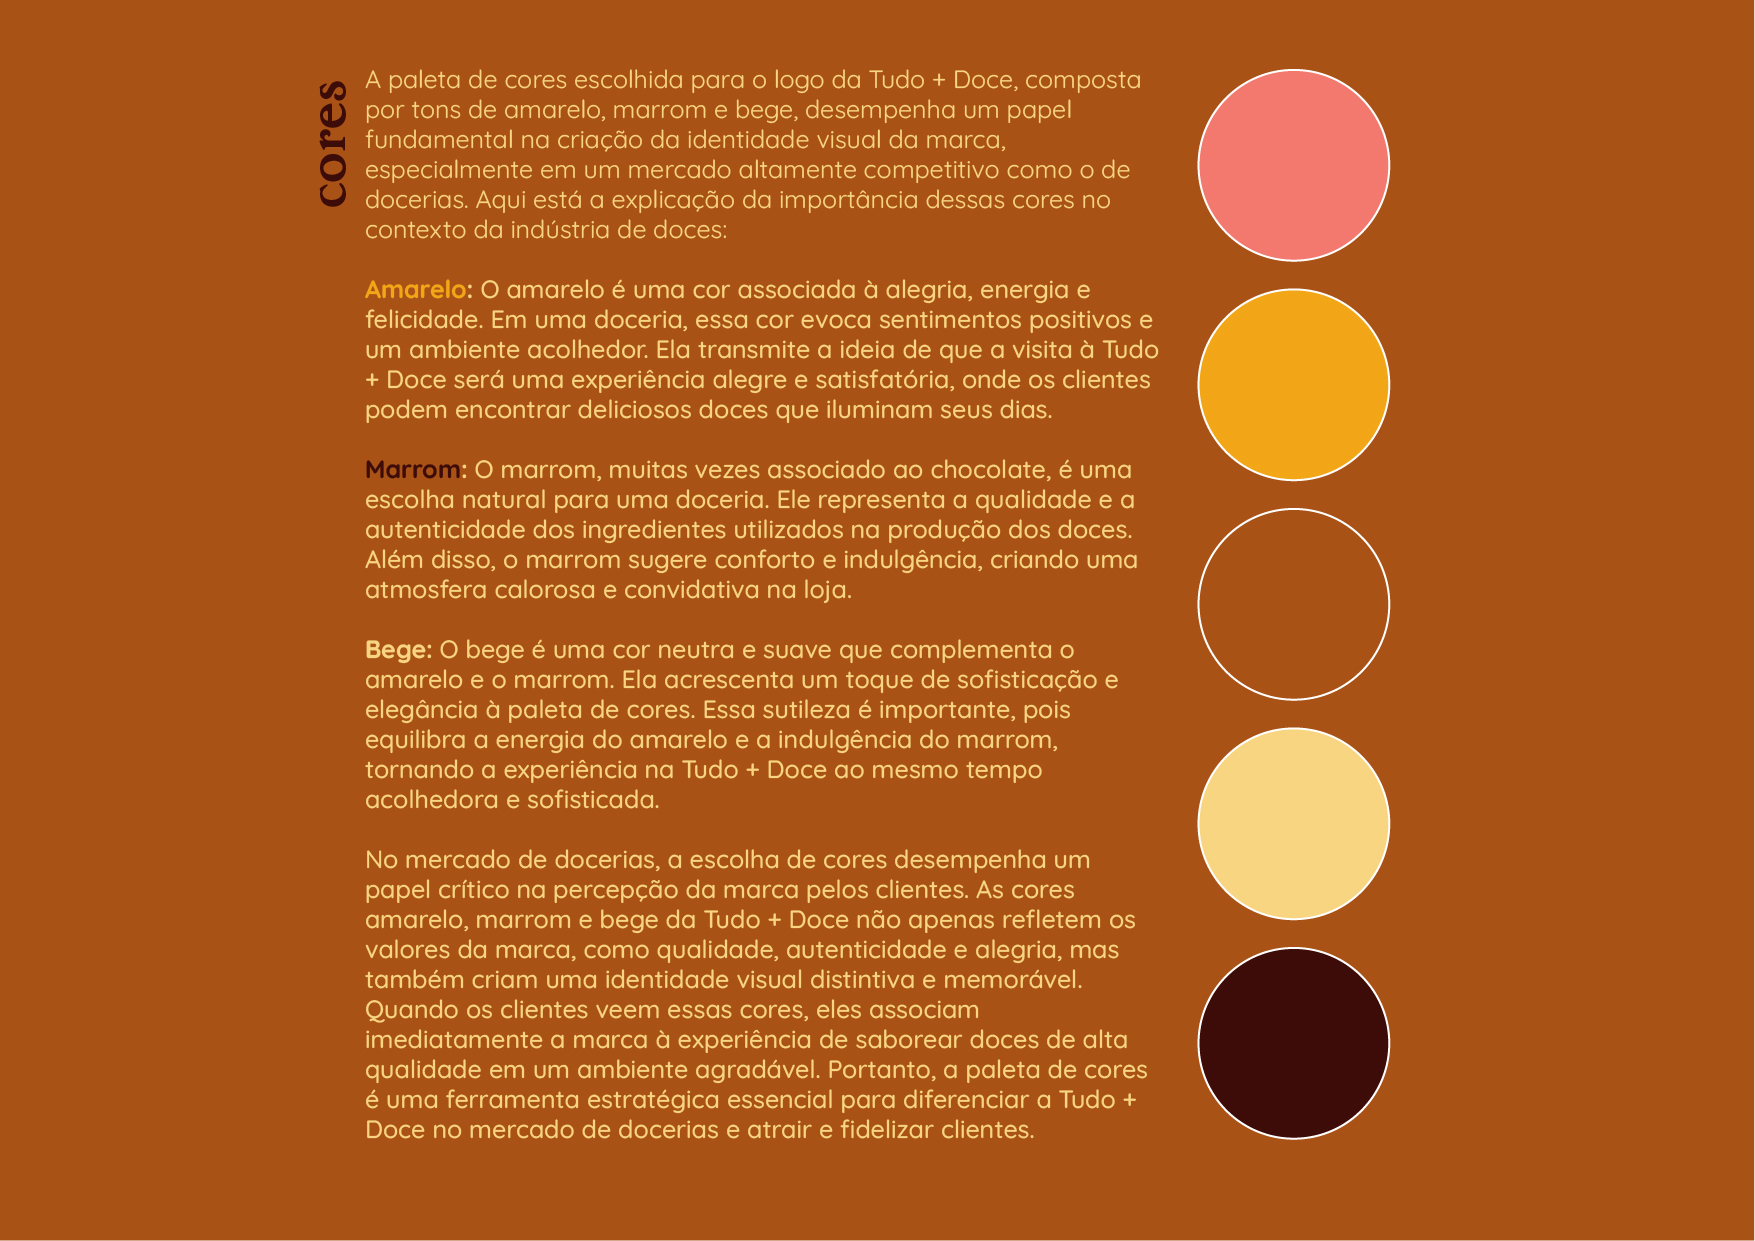 cores
A paleta de cores escolhida para o logo da Tudo + Doce, composta
por tons de amarelo, marrom e bege, desempenha um papel
fundamental na criação da identidade visual da marca,
especialmente em um mercado altamente competitivo como o de
docerias. Aqui está a explicação da importância dessas cores no
contexto da indústria de doces:
Amarelo: O amarelo é uma cor associada à alegria, energia e
felicidade. Em uma doceria, essa cor evoca sentimentos positivos e
um ambiente acolhedor. Ela transmite a ideia de que a visita à Tudo
+ Doce será uma experiência alegre e satisfatória, onde os clientes
podem encontrar deliciosos doces que iluminam seus dias.
Marrom: O marrom, muitas vezes associado ao chocolate, é uma
escolha natural para uma doceria. Ele representa a qualidade e a
autenticidade dos ingredientes utilizados na produção dos doces.
Além disso, o marrom sugere conforto e indulgência, criando uma
atmosfera calorosa e convidativa na loja.
Bege: O bege é uma cor neutra e suave que complementa o
amarelo e o marrom. Ela acrescenta um toque de sofisticação e
elegância à paleta de cores. Essa sutileza é importante, pois
equilibra a energia do amarelo e a indulgência do marrom,
tornando a experiência na Tudo + Doce ao mesmo tempo
acolhedora e sofisticada.
No mercado de docerias, a escolha de cores desempenha um
papel crítico na percepção da marca pelos clientes. As cores
amarelo, marrom e bege da Tudo + Doce não apenas refletem os
valores da marca, como qualidade, autenticidade e alegria, mas
também criam uma identidade visual distintiva e memorável.
Quando os clientes veem essas cores, eles associam
imediatamente a marca à experiência de saborear doces de alta
qualidade em um ambiente agradável. Portanto, a paleta de cores
é uma ferramenta estratégica essencial para diferenciar a Tudo +
Doce no mercado de docerias e atrair e fidelizar clientes.